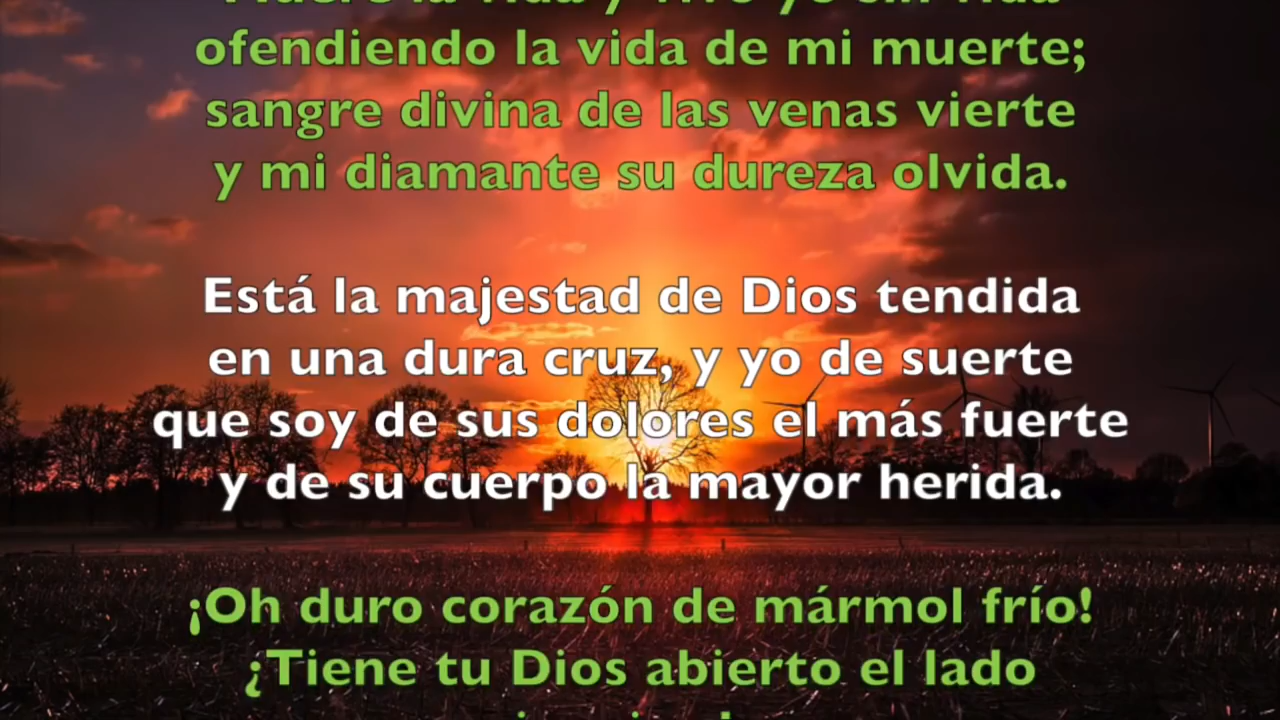 ofendiendo la vida de mi muerte;
sangre divina de las venas vierte
y mi diamante su dureza olvida.
Está la majestad de Dios tendida
en una dura cruz, y yo de suerte
que soy de sus dolores el más fuerte
y de su cuerpo la mayor herida.
¡Oh duro corazón de mármol frío!
¿Tiene tu Dios abierto el lado